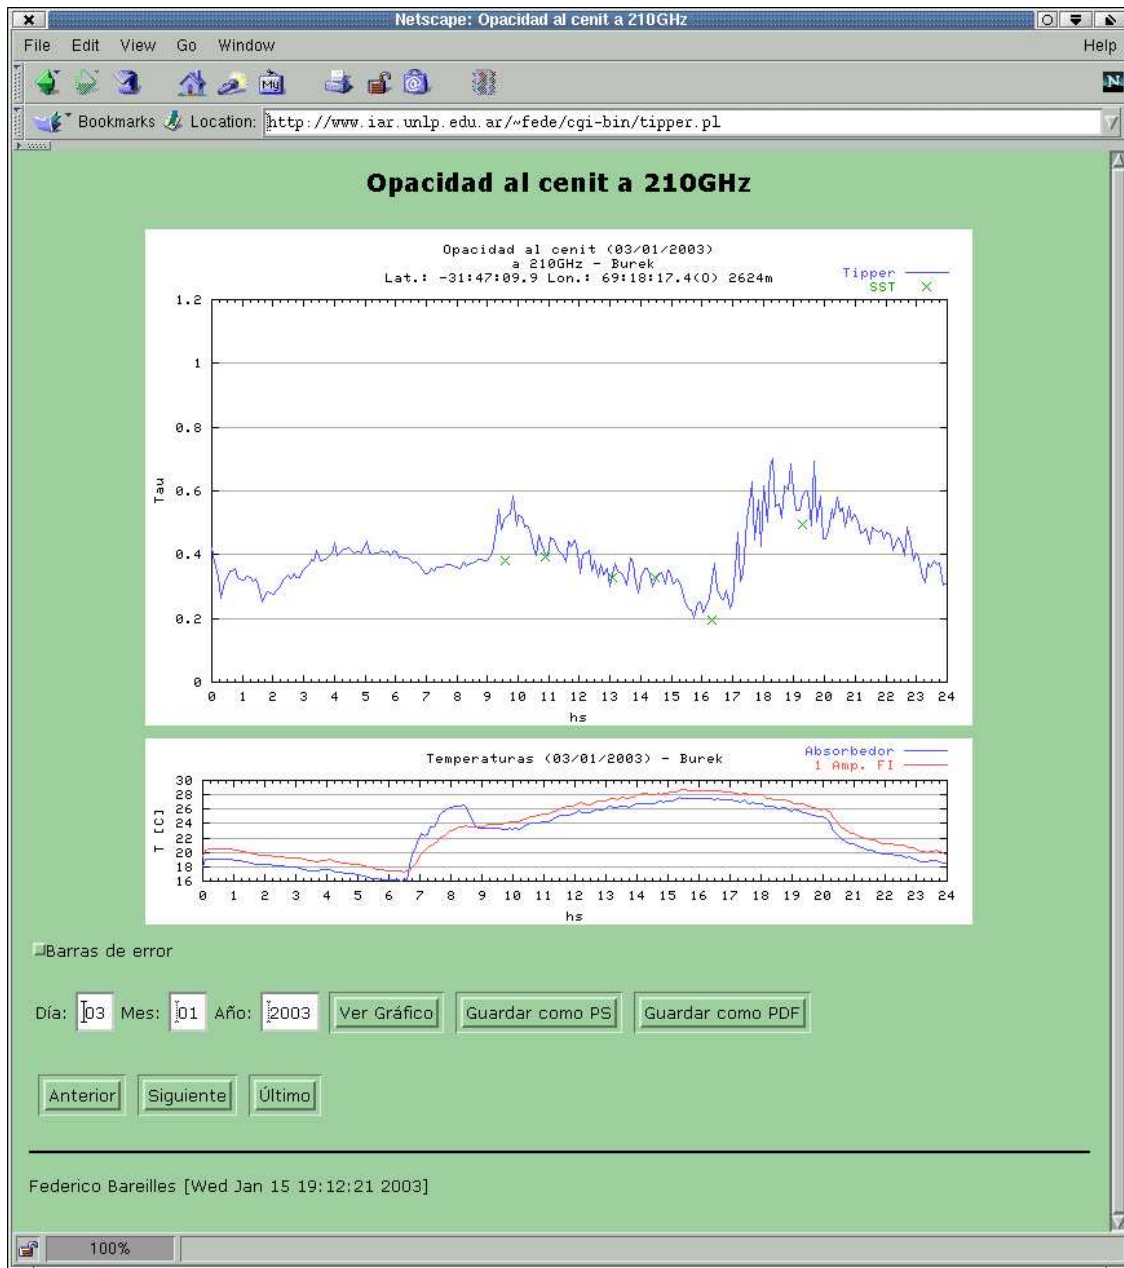 Netscape: Opacidad al cenit a 210GHz
File Edit View Go Window Help
My
N
Bookmarks Location: http://www.iar.unlp.edu.ar/~fede/cgi-bin/tipper.pl
Opacidad al cenit a 210GHz
Opacidad al cenit (03/01/2003)
a 210GHz - Burek
Lat.: -31:47:09.9 Lon.: 69:18:17.4(O) 2624m
Tipper
SST
1.2
1
0.8
0.6
0.4
0.2
0
Tau
0 1 2 3 4 5 6 7 8 9 10 11 12 13 14 15 16 17 18 19 20 21 22 23 24
hs
Temperaturas (03/01/2003) - Burek
Absorbedor
1 Amp. FI
30
28
26
24
22
20
18
16
T [C]
0 1 2 3 4 5 6 7 8 9 10 11 12 13 14 15 16 17 18 19 20 21 22 23 24
hs
Barras de error
Día: 03 Mes: 01 Año: 2003 Ver Gráfico Guardar como PS Guardar como PDF
Anterior Siguiente Último
Federico Bareilles [Wed Jan 15 19:12:21 2003]
100%